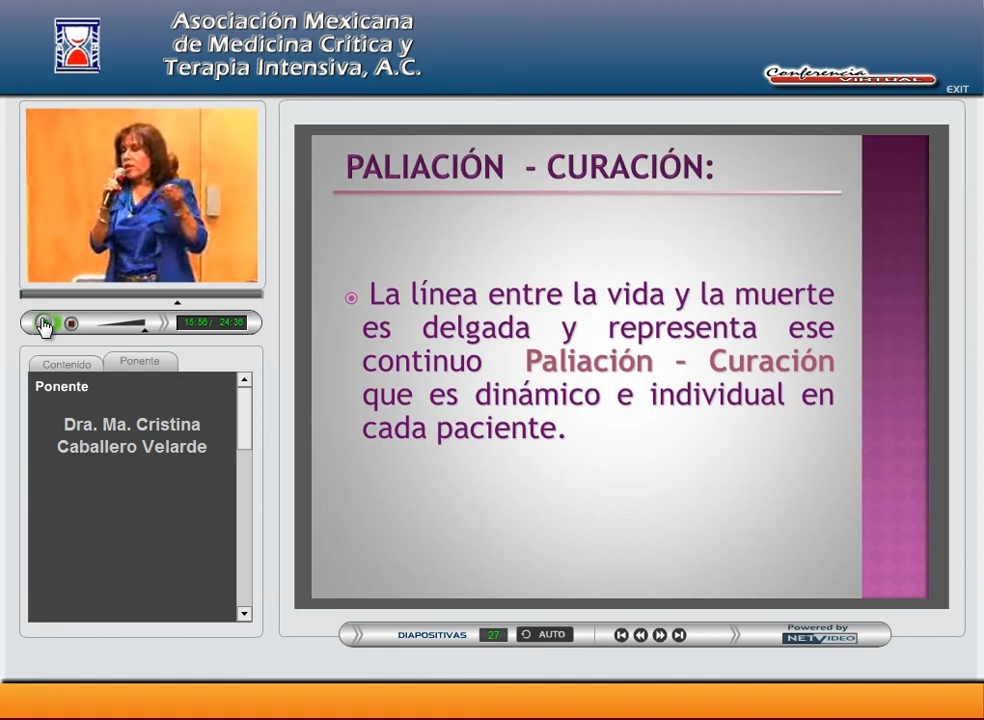 Asociación Mexicana
de Medicina Crítica y
Terapia Intensiva, A.C.
Conferencia
VIRTUAL
EXIT
15:56 / 24:36
Contenido
Ponente
Ponente
Dra. Ma. Cristina
Caballero Velarde
PALIACIÓN - CURACIÓN:
La línea entre la vida y la muerte
es delgada y representa ese
continuo Paliación – Curación
que es dinámico e individual en
cada paciente.
DIAPOSITIVAS 27 AUTO
Powered by
NETVIDEO